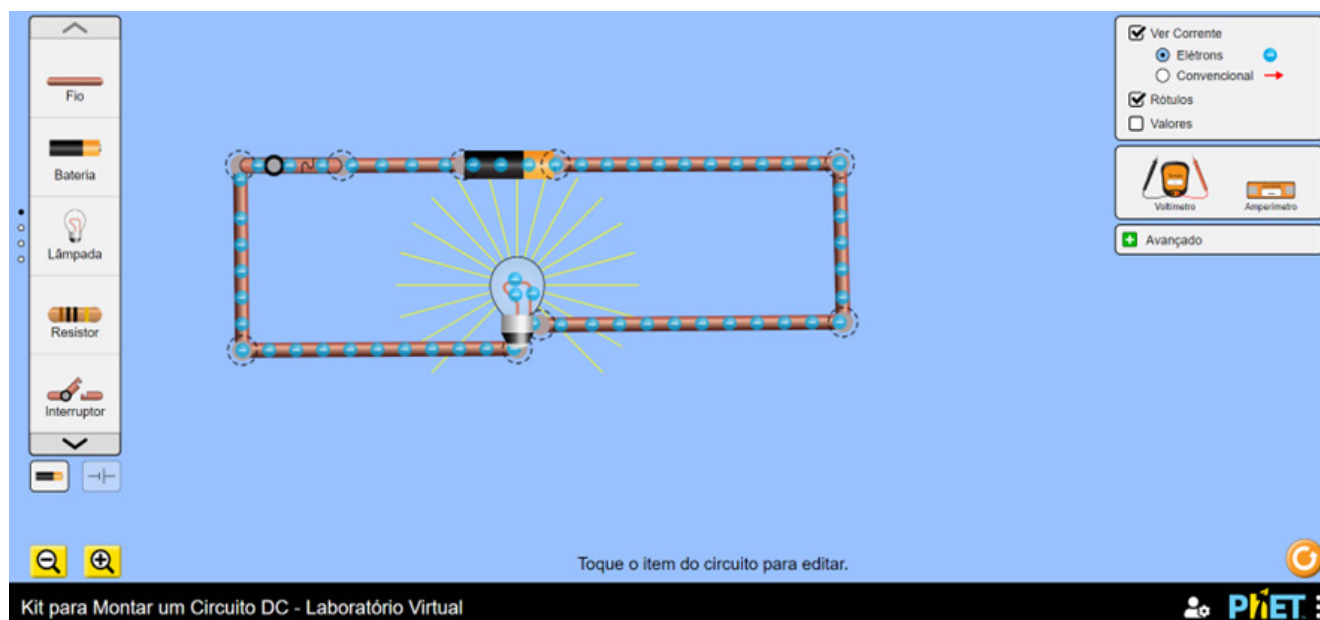 Fio
Bateria
Lâmpada
Resistor
Interruptor
Ver Corrente
Elétrons
Convencional
Rótulos
Valores
Voltímetro
Amperímetro
Avançado
Toque o item do circuito para editar.
Kit para Montar um Circuito DC - Laboratório Virtual
PhET